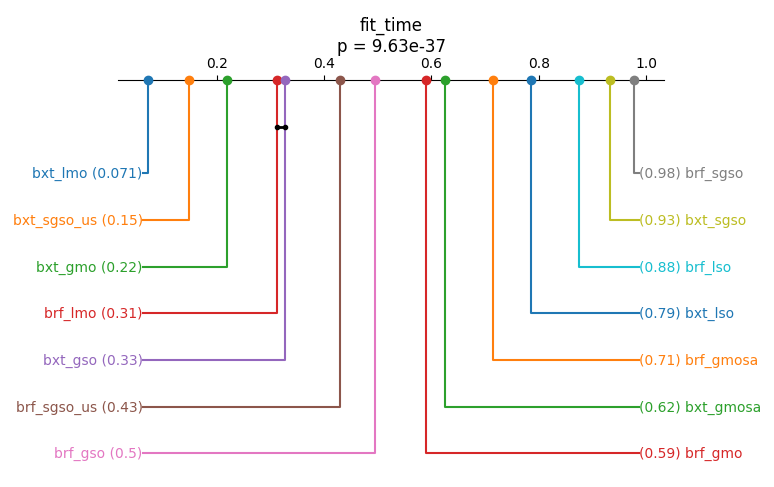 fit_time
p = 9.63e-37
0.2 0.4 0.6 0.8 1.0
bxt_lmo (0.071) (0.98) brf_sgso
bxt_sgso_us (0.15) (0.93) bxt_sgso
bxt_gmo (0.22) (0.88) brf_lso
brf_lmo (0.31) (0.79) bxt_lso
bxt_gso (0.33) (0.71) brf_gmosa
brf_sgso_us (0.43) (0.62) bxt_gmosa
brf_gso (0.5) (0.59) brf_gmo